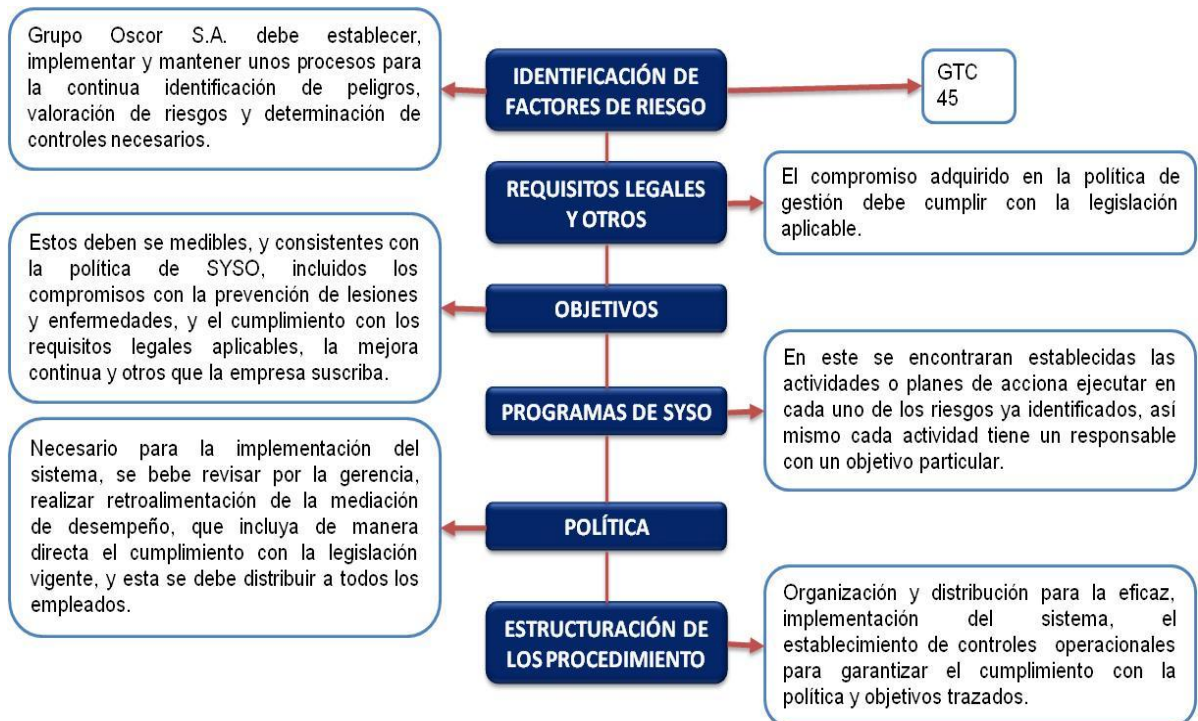 Grupo Oscor S.A. debe establecer,
implementar y mantener unos procesos para
la continua identificación de peligros,
valoración de riesgos y determinación de
controles necesarios.
IDENTIFICACIÓN DE
FACTORES DE RIESGO
GTC
45
REQUISITOS LEGALES
Y OTROS
El compromiso adquirido en la política de
gestión debe cumplir con la legislación
aplicable.
Estos deben se medibles, y consistentes con
la política de SYSO, incluidos los
compromisos con la prevención de lesiones
y enfermedades, y el cumplimiento con los
requisitos legales aplicables, la mejora
continua y otros que la empresa suscriba.
OBJETIVOS
PROGRAMAS DE SYSO
En este se encontraran establecidas las
actividades o planes de acciona ejecutar en
cada uno de los riesgos ya identificados, así
mismo cada actividad tiene un responsable
con un objetivo particular.
Necesario para la implementación del
sistema, se bebe revisar por la gerencia,
realizar retroalimentación de la mediación
de desempeño, que incluya de manera
directa el cumplimiento con la legislación
vigente, y esta se debe distribuir a todos los
empleados.
POLÍTICA
ESTRUCTURACIÓN DE
LOS PROCEDIMIENTO
Organización y distribución para la eficaz,
implementación del sistema, el
establecimiento de controles operacionales
para garantizar el cumplimiento con la
política y objetivos trazados.